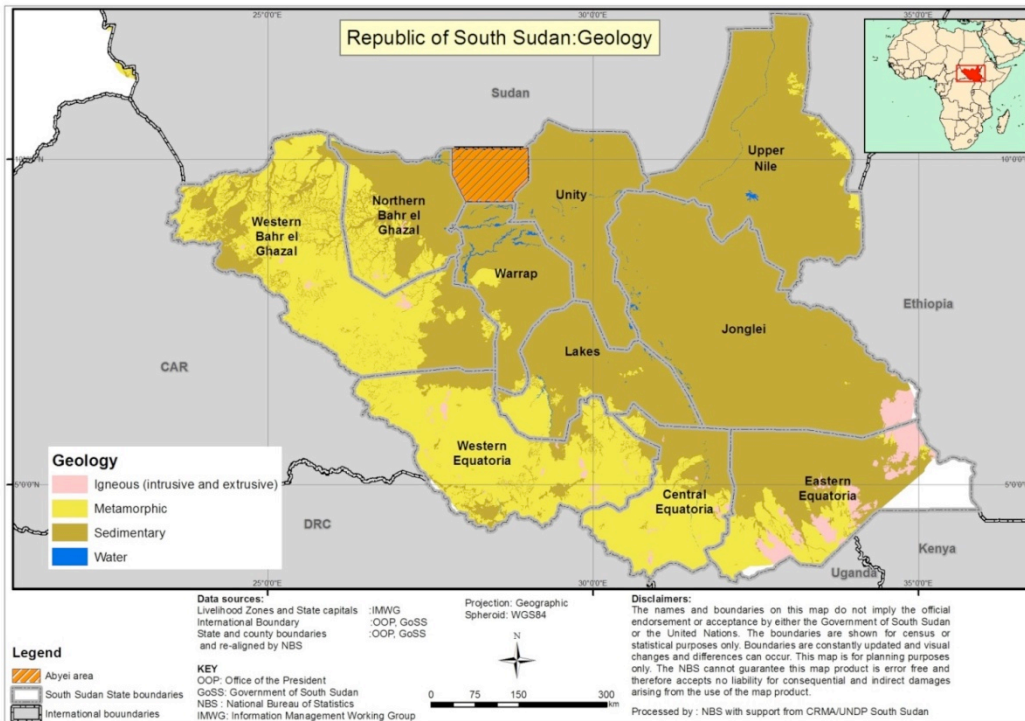 25°0'0"E
30°0'0"E
35°0'0"E
Republic of South Sudan:Geology
Sudan
10°0'0"N
10°0'0"N
Upper
Nile
Unity
Northern
Bahr el
Ghazal
Western
Bahr el
Ghazal
Warrap
Ethiopia
Jonglei
Lakes
CAR
Western
Equatoria
Geology
Igneous (intrusive and extrusive)
Metamorphic
Sedimentary
Water
5°0'0"N
5°0'0"N
Eastern
Equatoria
Central
Equatoria
DRC
Kenya
Uganda
25°0'0"E
30°0'0"E
35°0'0"E
Data sources:
Livelihood Zones and State capitals :IMWG
International Boundary :OOP, GoSS
State and county boundaries :OOP, GoSS
and re-aligned by NBS
Projection: Geographic
Spheroid: WGS84
N
Disclaimers:
The names and boundaries on this map do not imply the official
endorsement or acceptance by either the Government of South Sudan
or the United Nations. The boundaries are shown for census or
statistical purposes only. Boundaries are constantly updated and visual
changes and differences can occur. This map is for planning purposes
only. The NBS cannot guarantee this map product is error free and
therefore accepts no liability for consequential and indirect damages
arising from the use of the map product.
Processed by : NBS with support from CRMA/UNDP South Sudan
Legend
Abyei area
South Sudan State boundaries
International boundaries
KEY
OOP: Office of the President
GoSS: Government of South Sudan
NBS : National Bureau of Statistics
IMWG: Information Management Working Group
0 75 150 300
km